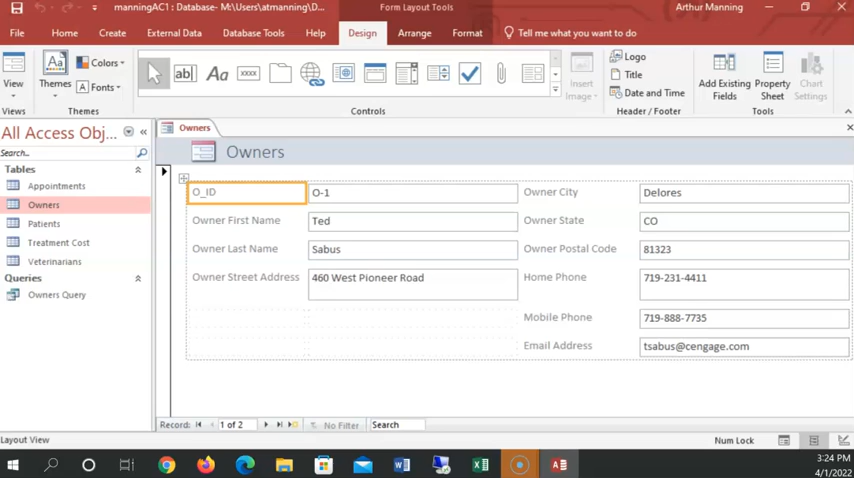 manningAC1 : Database- M:\Users\atmanning\D...
Form Layout Tools
Arthur Manning
File Home Create External Data Database Tools Help Design Arrange Format Tell me what you want to do
View
Themes
Colors
Fonts
ab|
Aa
xxxx
Insert Image
Logo
Title
Date and Time
Add Existing Fields
Property Sheet
Chart Settings
Views
Themes
Controls
Header / Footer
Tools
All Access Obj...
Search...
Tables
Appointments
Owners
Patients
Treatment Cost
Veterinarians
Queries
Owners Query
Owners
Owners
O_ID O-1 Owner City Delores
Owner First Name Ted Owner State CO
Owner Last Name Sabus Owner Postal Code 81323
Owner Street Address 460 West Pioneer Road Home Phone 719-231-4411
Mobile Phone 719-888-7735
Email Address tsabus@cengage.com
Record: 1 of 2 No Filter Search
Layout View
Num Lock
3:24 PM
4/1/2022